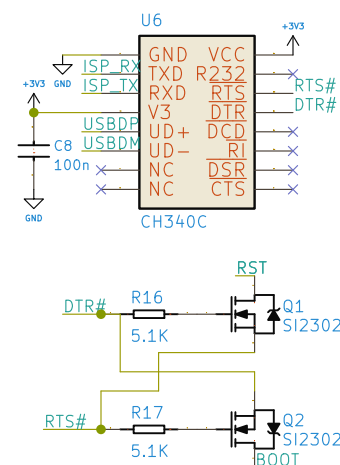 U6
+3V3
GND VCC
ISP_RX TXD R232
ISP_TX RXD RTS RTS#
+3V3 V3 DTR DTR#
GND
USBDP UD+ DCD
USBDM UD- RI
C8
100n
NC DSR
NC CTS
GND
CH340C
RST
DTR# R16 Q1
5.1K SI2302
RTS# R17 Q2
5.1K SI2302
BOOT